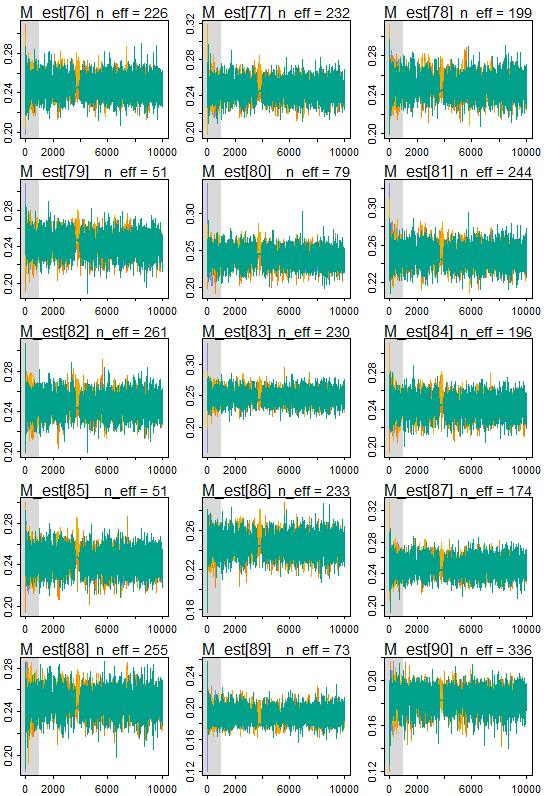 M_est[76] n_eff = 226 M_est[77] n_eff = 232 M_est[78] n_eff = 199
0.20 0.24 0.28 0.20 0.24 0.28 0.32 0.20 0.24 0.28
0 2000 6000 10000 0 2000 6000 10000 0 2000 6000 10000
M_est[79] n_eff = 51 M_est[80] n_eff = 79 M_est[81] n_eff = 244
0.20 0.24 0.28 0.20 0.25 0.30 0.22 0.26 0.30
0 2000 6000 10000 0 2000 6000 10000 0 2000 6000 10000
M_est[82] n_eff = 261 M_est[83] n_eff = 230 M_est[84] n_eff = 196
0.20 0.24 0.28 0.20 0.25 0.30 0.20 0.24 0.28
0 2000 6000 10000 0 2000 6000 10000 0 2000 6000 10000
M_est[85] n_eff = 51 M_est[86] n_eff = 233 M_est[87] n_eff = 174
0.20 0.24 0.28 0.18 0.22 0.26 0.20 0.24 0.28 0.32
0 2000 6000 10000 0 2000 6000 10000 0 2000 6000 10000
M_est[88] n_eff = 255 M_est[89] n_eff = 73 M_est[90] n_eff = 336
0.20 0.24 0.28 0.12 0.16 0.20 0.24 0.12 0.16 0.20
0 2000 6000 10000 0 2000 6000 10000 0 2000 6000 10000